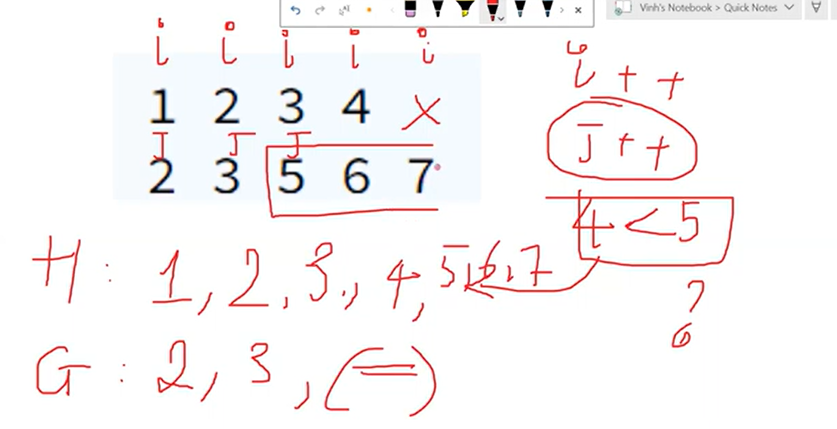 Vinh's Notebook > Quick Notes
i i i i i
1 2 3 4 X
J J J
2 3 5 6 7
i++
J++
4 < 5
H: 1, 2, 3, 4, 5, 6, 7
G: 2, 3, (=)